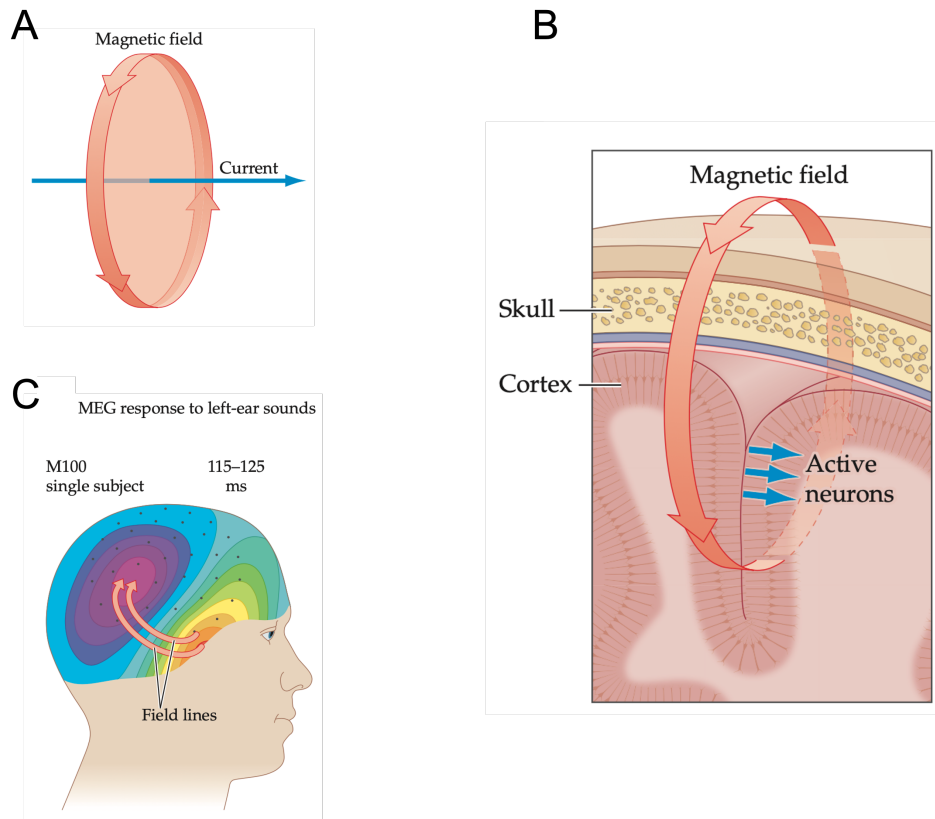 A
Magnetic field
Current
B
Magnetic field
Skull
Cortex
Active
neurons
C
MEG response to left-ear sounds
M100
single subject
115–125
ms
Field lines